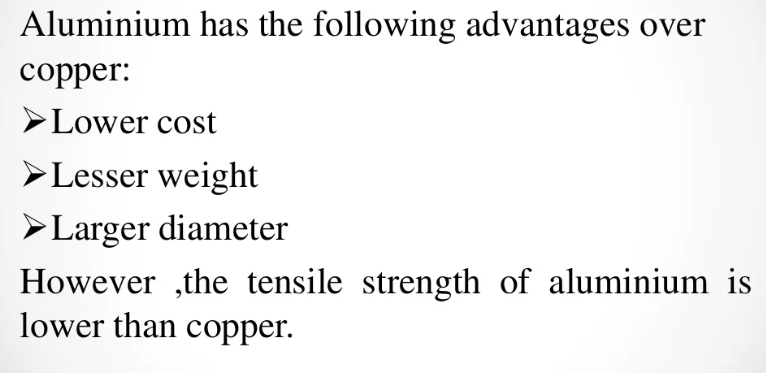 Aluminium has the following advantages over
copper:
➢Lower cost
➢Lesser weight
➢Larger diameter
However ,the tensile strength of aluminium is
lower than copper.